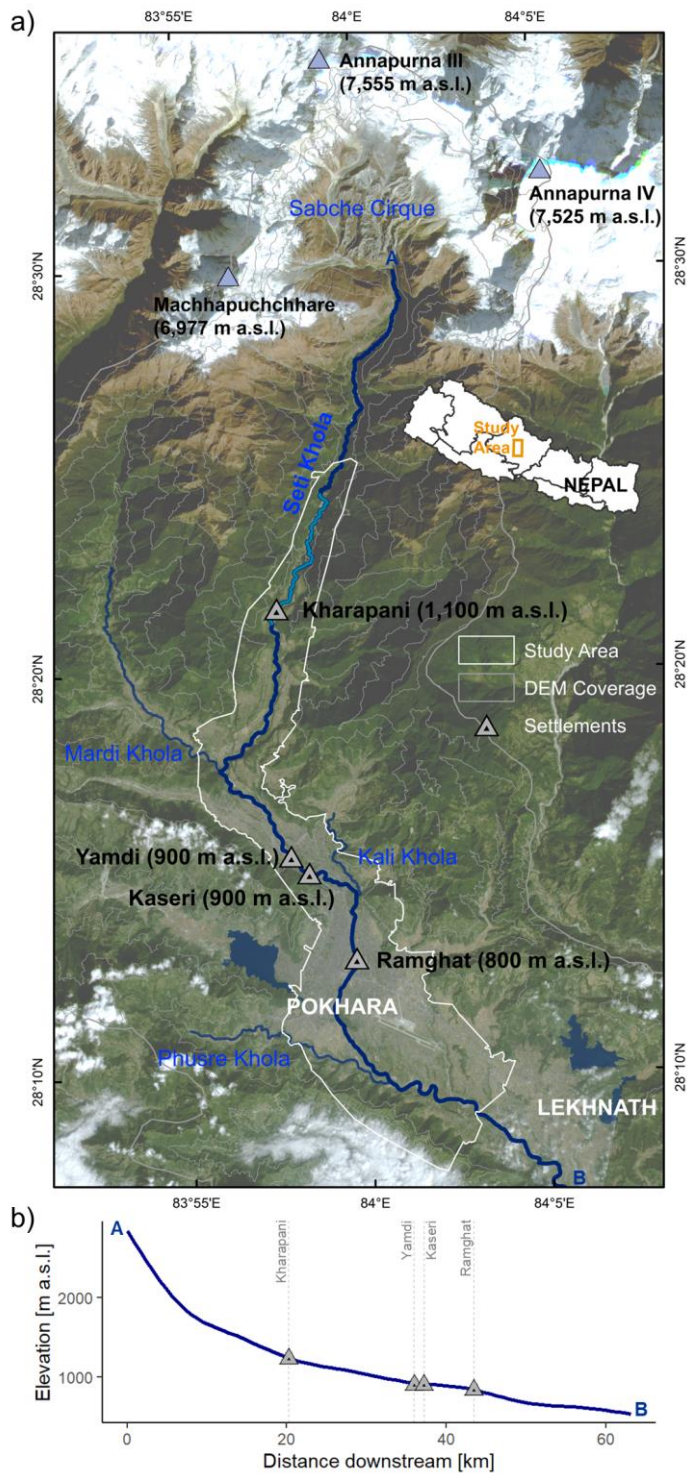 a)
83°55'E
84°E
84°5'E
Annapurna III
(7,555 m a.s.l.)
Annapurna IV
(7,525 m a.s.l.)
Sabche Cirque
A
28°30'N
28°30'N
Machhapuchchhare
(6,977 m a.s.l.)
Seti Khola
Study
Area
NEPAL
Kharapani (1,100 m a.s.l.)
Study Area
DEM Coverage
Settlements
28°20'N
28°20'N
Mardi Khola
Yamdi (900 m a.s.l.)
Kali Khola
Kaseri (900 m a.s.l.)
Ramghat (800 m a.s.l.)
POKHARA
Phusre Khola
28°10'N
28°10'N
LEKHNATH
B
83°55'E
84°E
84°5'E
b)
A
Kharapani
Yamdi
Kaseri
Ramghat
Elevation [m a.s.l.]
2000
1000
B
0
20
40
60
Distance downstream [km]